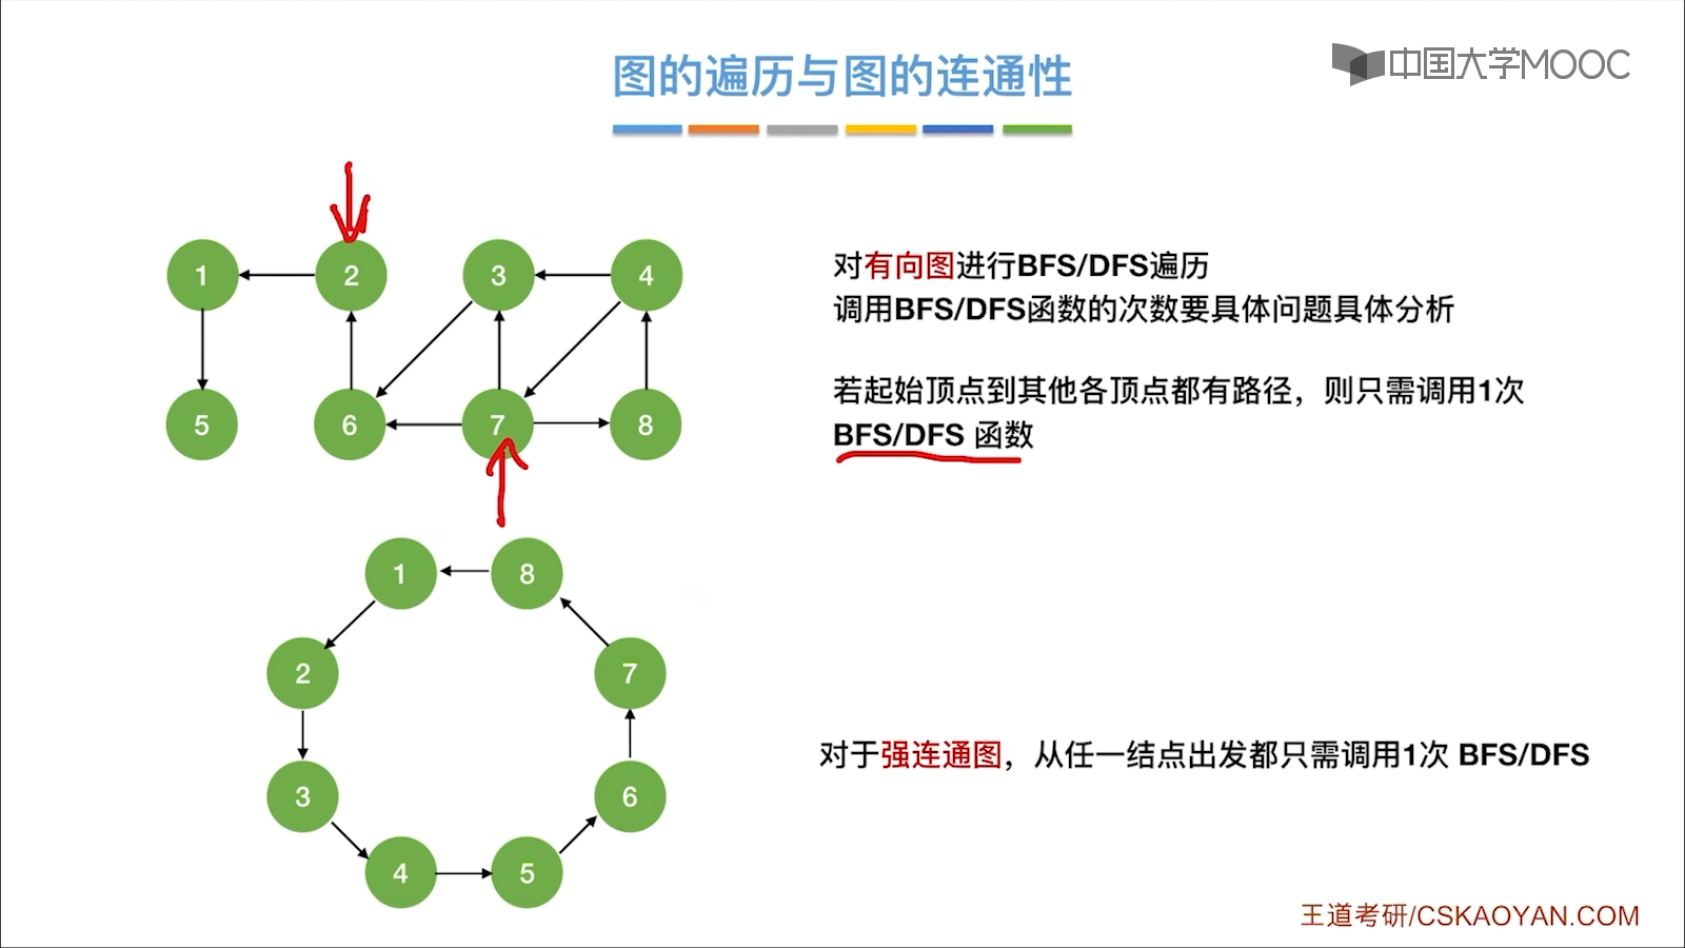 中国大学MOOC
图的遍历与图的连通性
1 2 3 4
5 6 7 8
对有向图进行BFS/DFS遍历
调用BFS/DFS函数的次数要具体问题具体分析
若起始顶点到其他各顶点都有路径，则只需调用1次
BFS/DFS 函数
1 8
2 7
3 6
4 5
对于强连通图，从任一结点出发都只需调用1次 BFS/DFS
王道考研/CSKAOYAN.COM